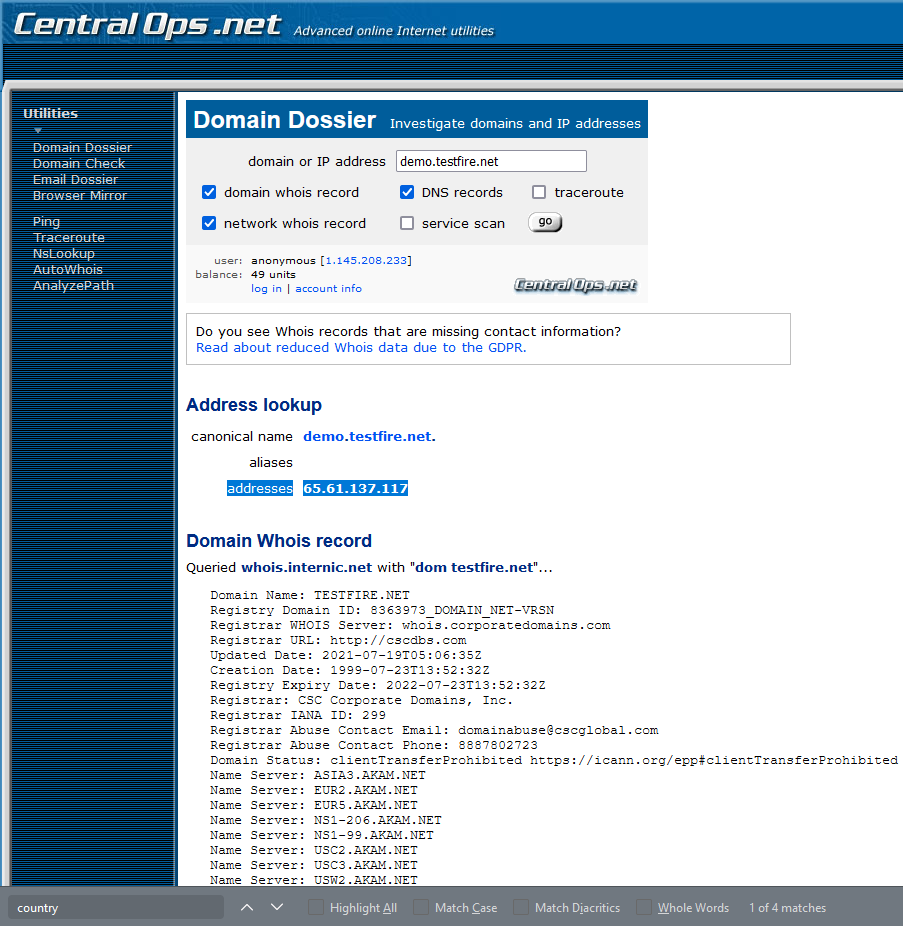 CentralOps.net Advanced online Internet utilities
Utilities
Domain Dossier
Domain Check
Email Dossier
Browser Mirror
Ping
Traceroute
NsLookup
AutoWhois
AnalyzePath
Domain Dossier Investigate domains and IP addresses
domain or IP address demo.testfire.net
domain whois record DNS records traceroute
network whois record service scan go
user: anonymous [1.145.208.233]
balance: 49 units
log in | account info
CentralOps.net
Do you see Whois records that are missing contact information?
Read about reduced Whois data due to the GDPR.
Address lookup
canonical name demo.testfire.net.
aliases
addresses 65.61.137.117
Domain Whois record
Queried whois.internic.net with "dom testfire.net"...
Domain Name: TESTFIRE.NET
Registry Domain ID: 8363973_DOMAIN_NET-VRSN
Registrar WHOIS Server: whois.corporatedomains.com
Registrar URL: http://cscdbs.com
Updated Date: 2021-07-19T05:06:35Z
Creation Date: 1999-07-23T13:52:32Z
Registry Expiry Date: 2022-07-23T13:52:32Z
Registrar: CSC Corporate Domains, Inc.
Registrar IANA ID: 299
Registrar Abuse Contact Email: domainabuse@cscglobal.com
Registrar Abuse Contact Phone: 8887802723
Domain Status: clientTransferProhibited https://icann.org/epp#clientTransferProhibited
Name Server: ASIA3.AKAM.NET
Name Server: EUR2.AKAM.NET
Name Server: EUR5.AKAM.NET
Name Server: NS1-206.AKAM.NET
Name Server: NS1-99.AKAM.NET
Name Server: USC2.AKAM.NET
Name Server: USC3.AKAM.NET
Name Server: USW2.AKAM.NET
country Highlight All Match Case Match Diacritics Whole Words 1 of 4 matches